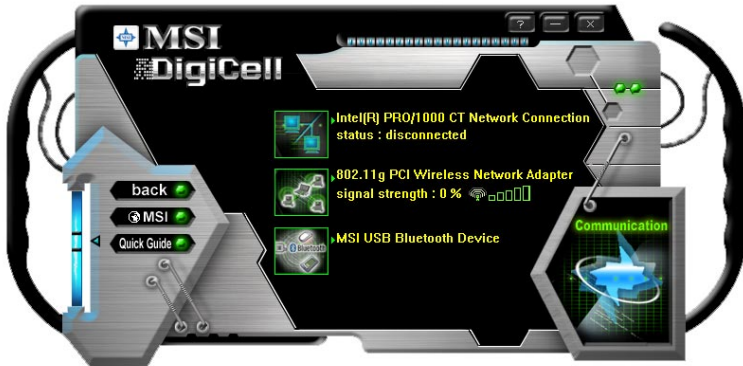 MSI
DigiCell
Intel(R) PRO/1000 CT Network Connection
status : disconnected
802.11g PCI Wireless Network Adapter
signal strength : 0 %
MSI USB Bluetooth Device
Bluetooth
back
MSI
Quick Guide
Communication